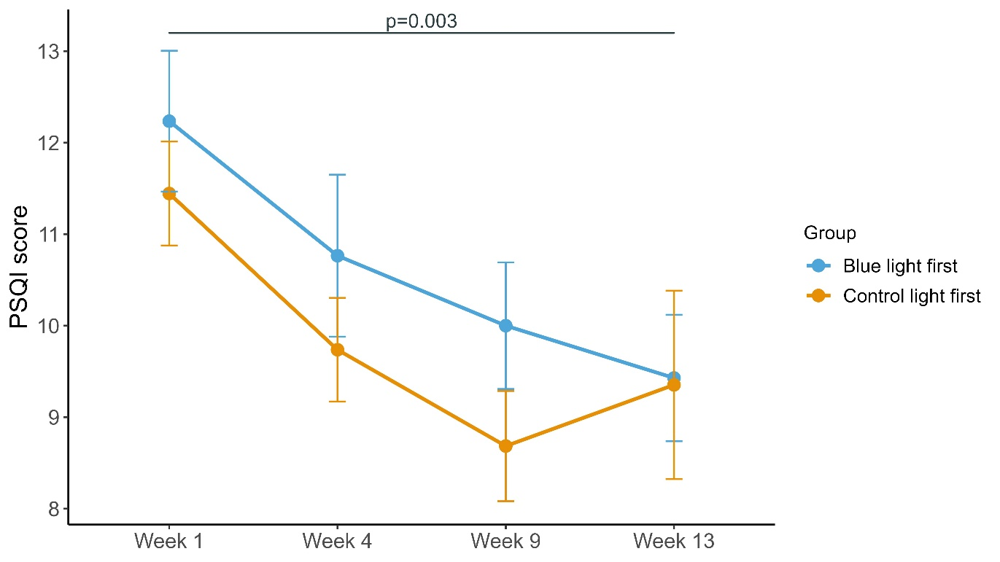 p=0.003
13
12
11
10
9
8
PSQI score
Week 1 Week 4 Week 9 Week 13
Group
Blue light first
Control light first